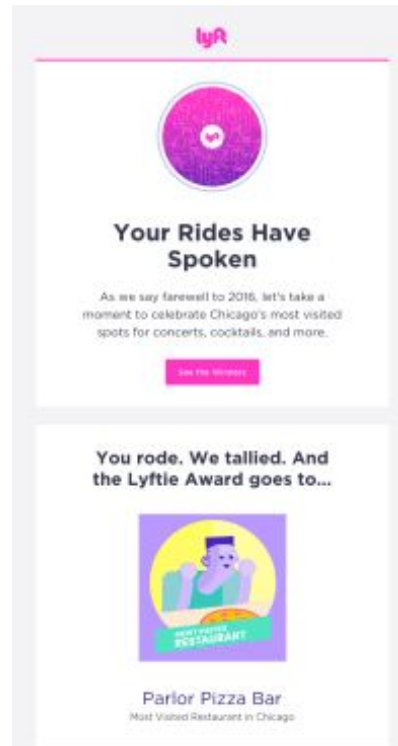 lyft
Your Rides Have
Spoken
As we say farewell to 2016, let's take a
moment to celebrate Chicago's most visited
spots for concerts, cocktails, and more.
See the Winners
You rode. We tallied. And
the Lyftie Award goes to...
MOST VISITED
RESTAURANT
Parlor Pizza Bar
Most Visited Restaurant in Chicago